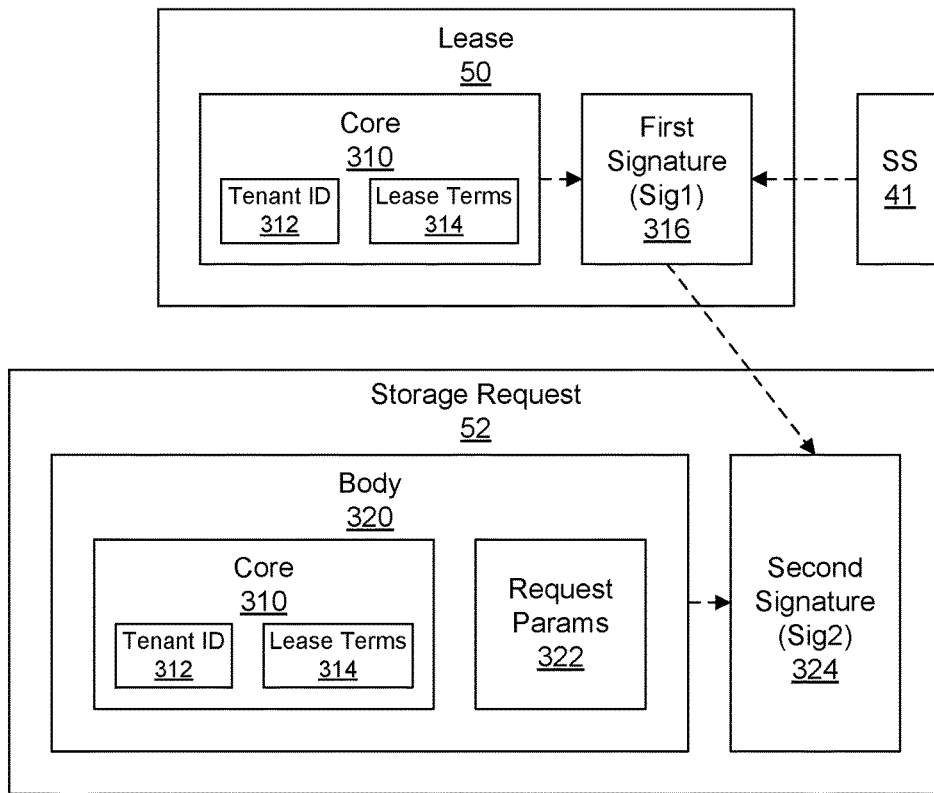 Lease
50
Core
310
Tenant ID
312
Lease Terms
314
First
Signature
(Sig1)
316
SS
41
Storage Request
52
Body
320
Core
310
Tenant ID
312
Lease Terms
314
Request
Params
322
Second
Signature
(Sig2)
324